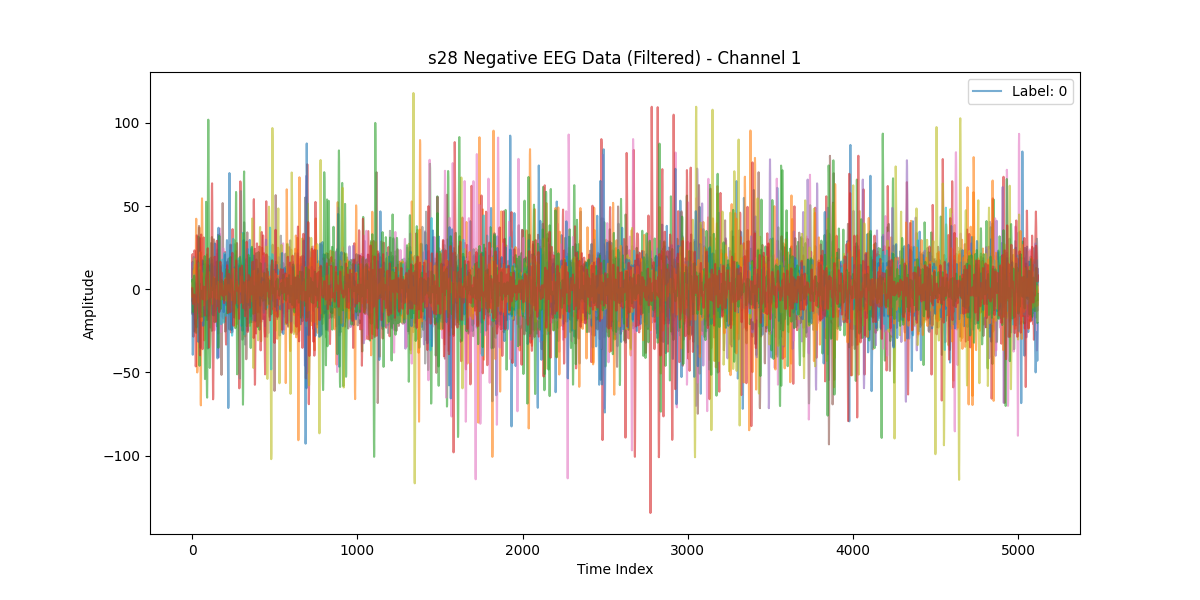 s28 Negative EEG Data (Filtered) - Channel 1
Label: 0
Amplitude
100
50
0
−50
−100
0
1000
2000
3000
4000
5000
Time Index